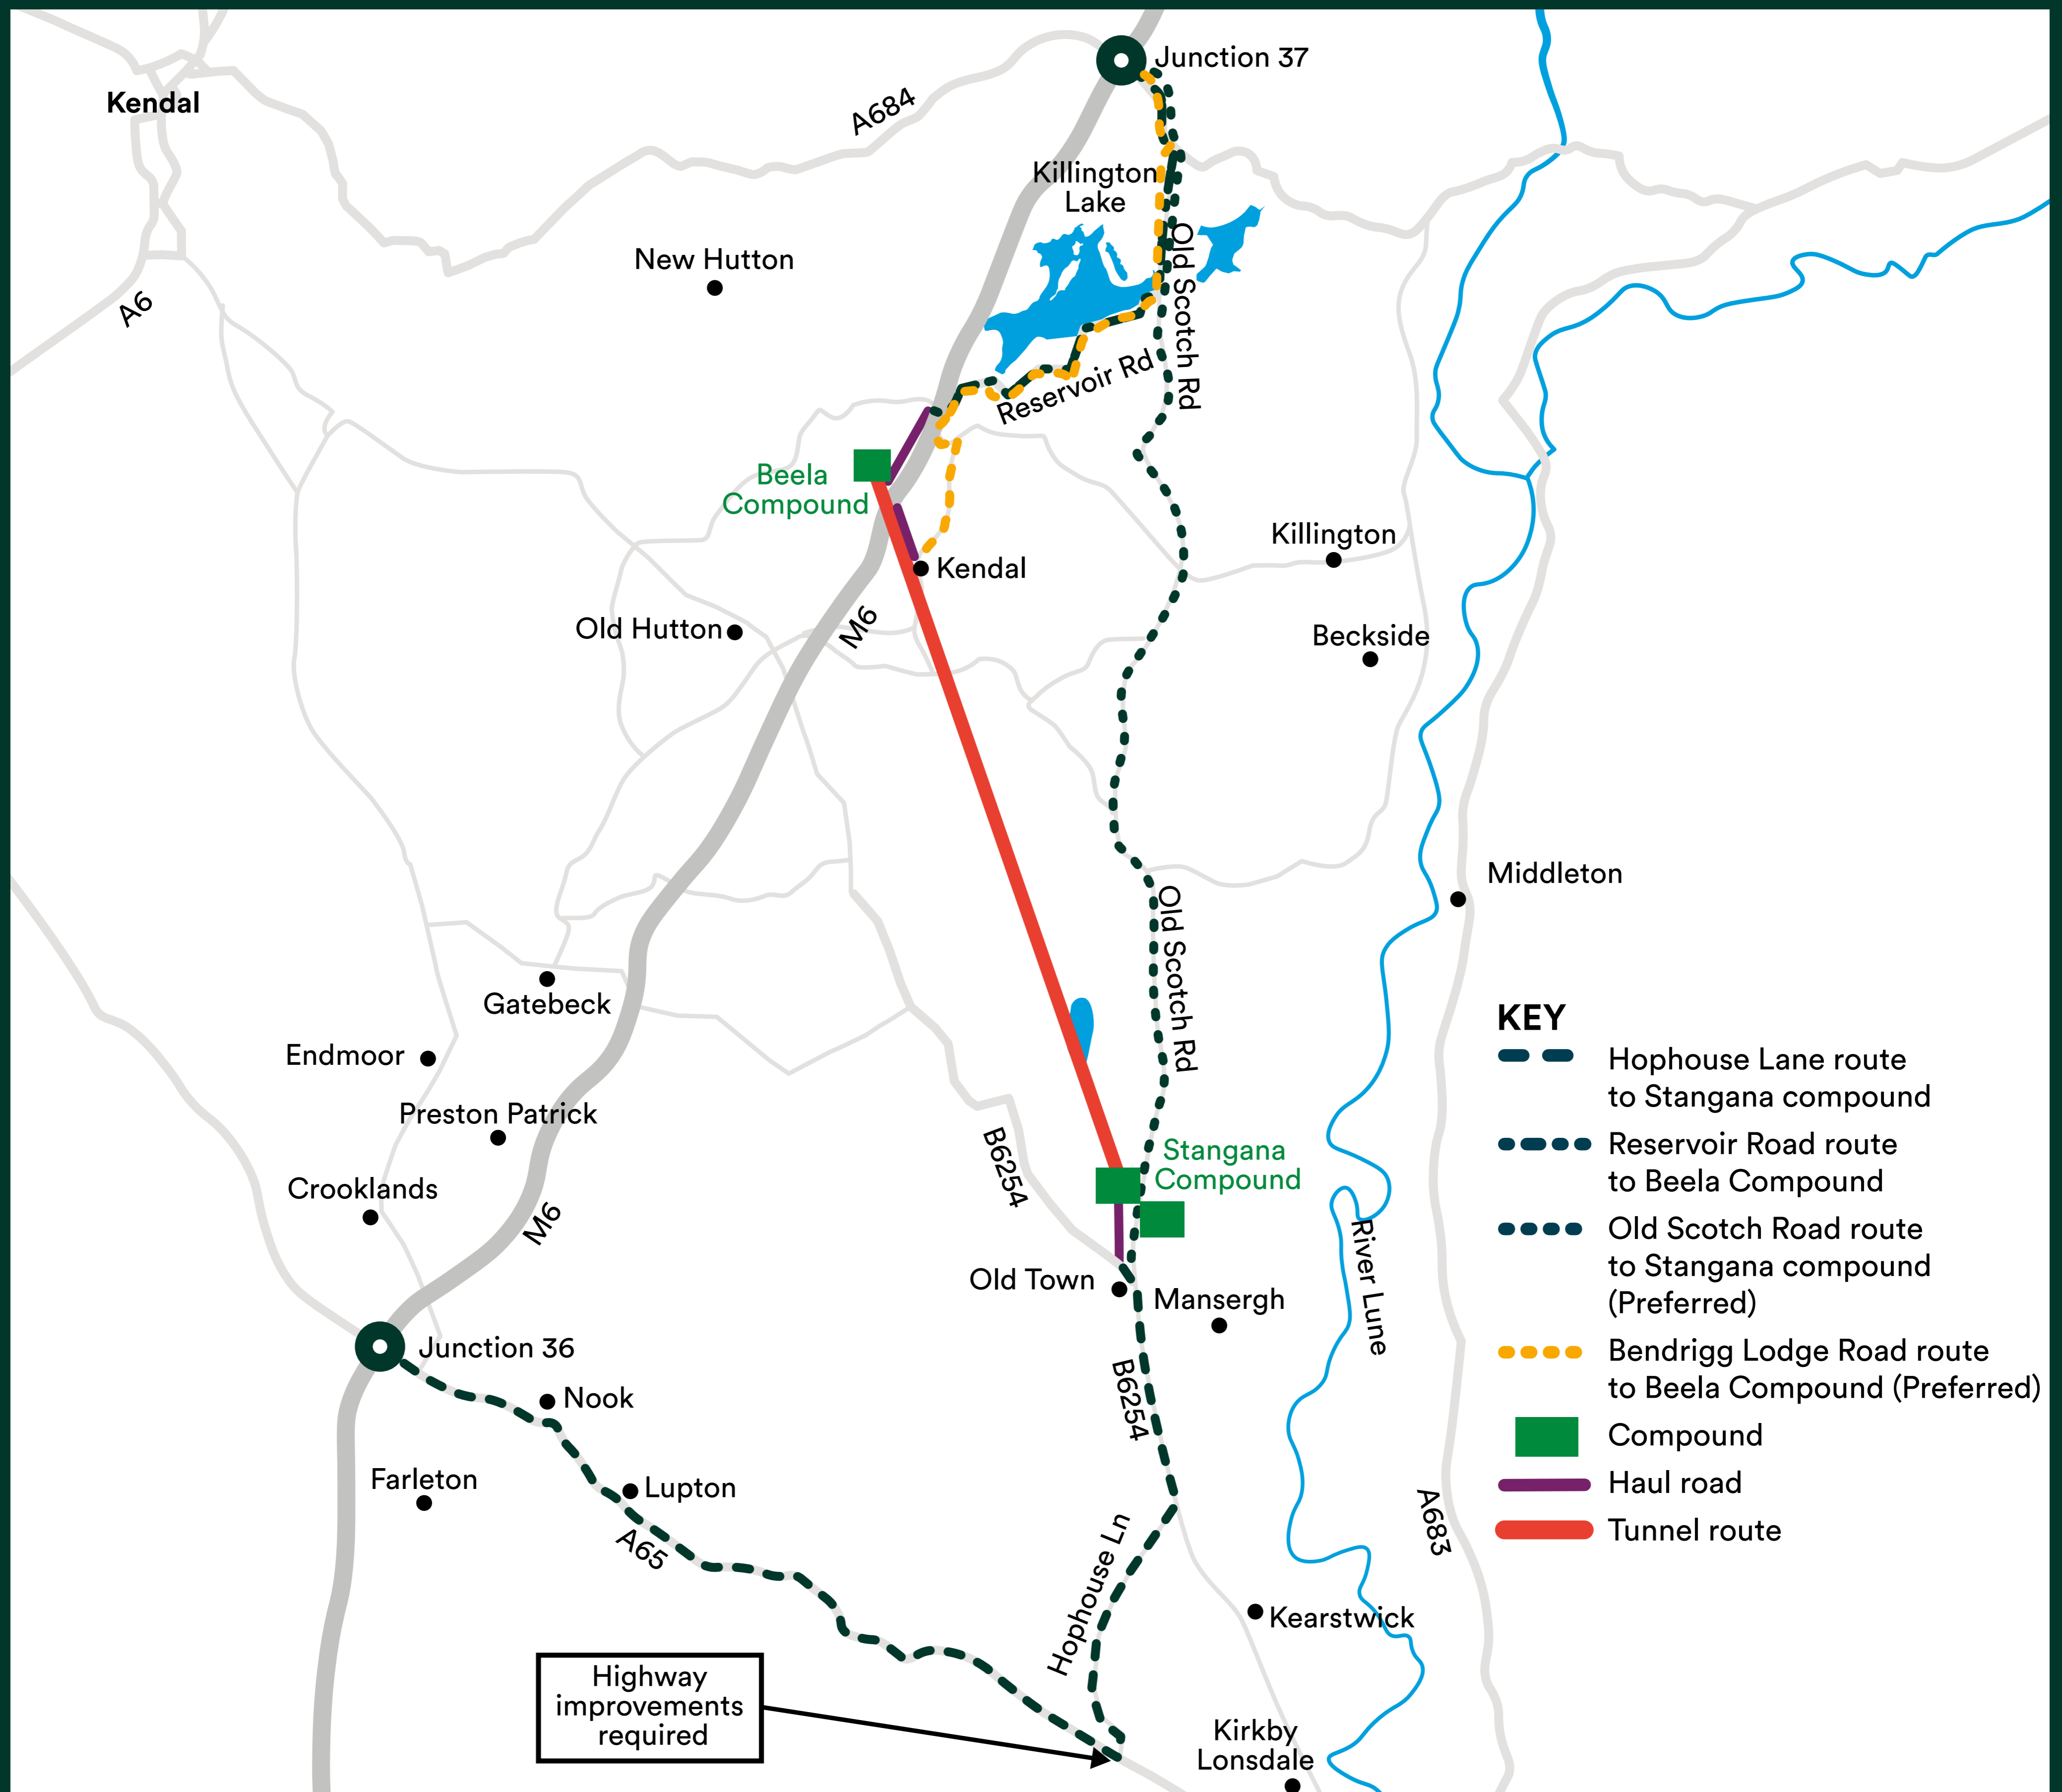 Junction 37
Kendal
A684
Killington
Lake
Old Scotch Rd
New Hutton
A6
Reservoir Rd
Beela
Compound
Killington
Kendal
M6
Old Hutton
Beckside
Middleton
Old Scotch Rd
Gatebeck
Endmoor
Preston Patrick
B6254
Stangana
Compound
Crooklands
M6
River Lune
Old Town
Mansergh
Junction 36
B6254
Nook
Farleton
Lupton
A65
A683
Hophouse Ln
Kearstwick
Highway
improvements
required
Kirkby
Lonsdale
KEY
Hophouse Lane route
to Stangana compound
Reservoir Road route
to Beela Compound
Old Scotch Road route
to Stangana compound
(Preferred)
Bendrigg Lodge Road route
to Beela Compound (Preferred)
Compound
Haul road
Tunnel route